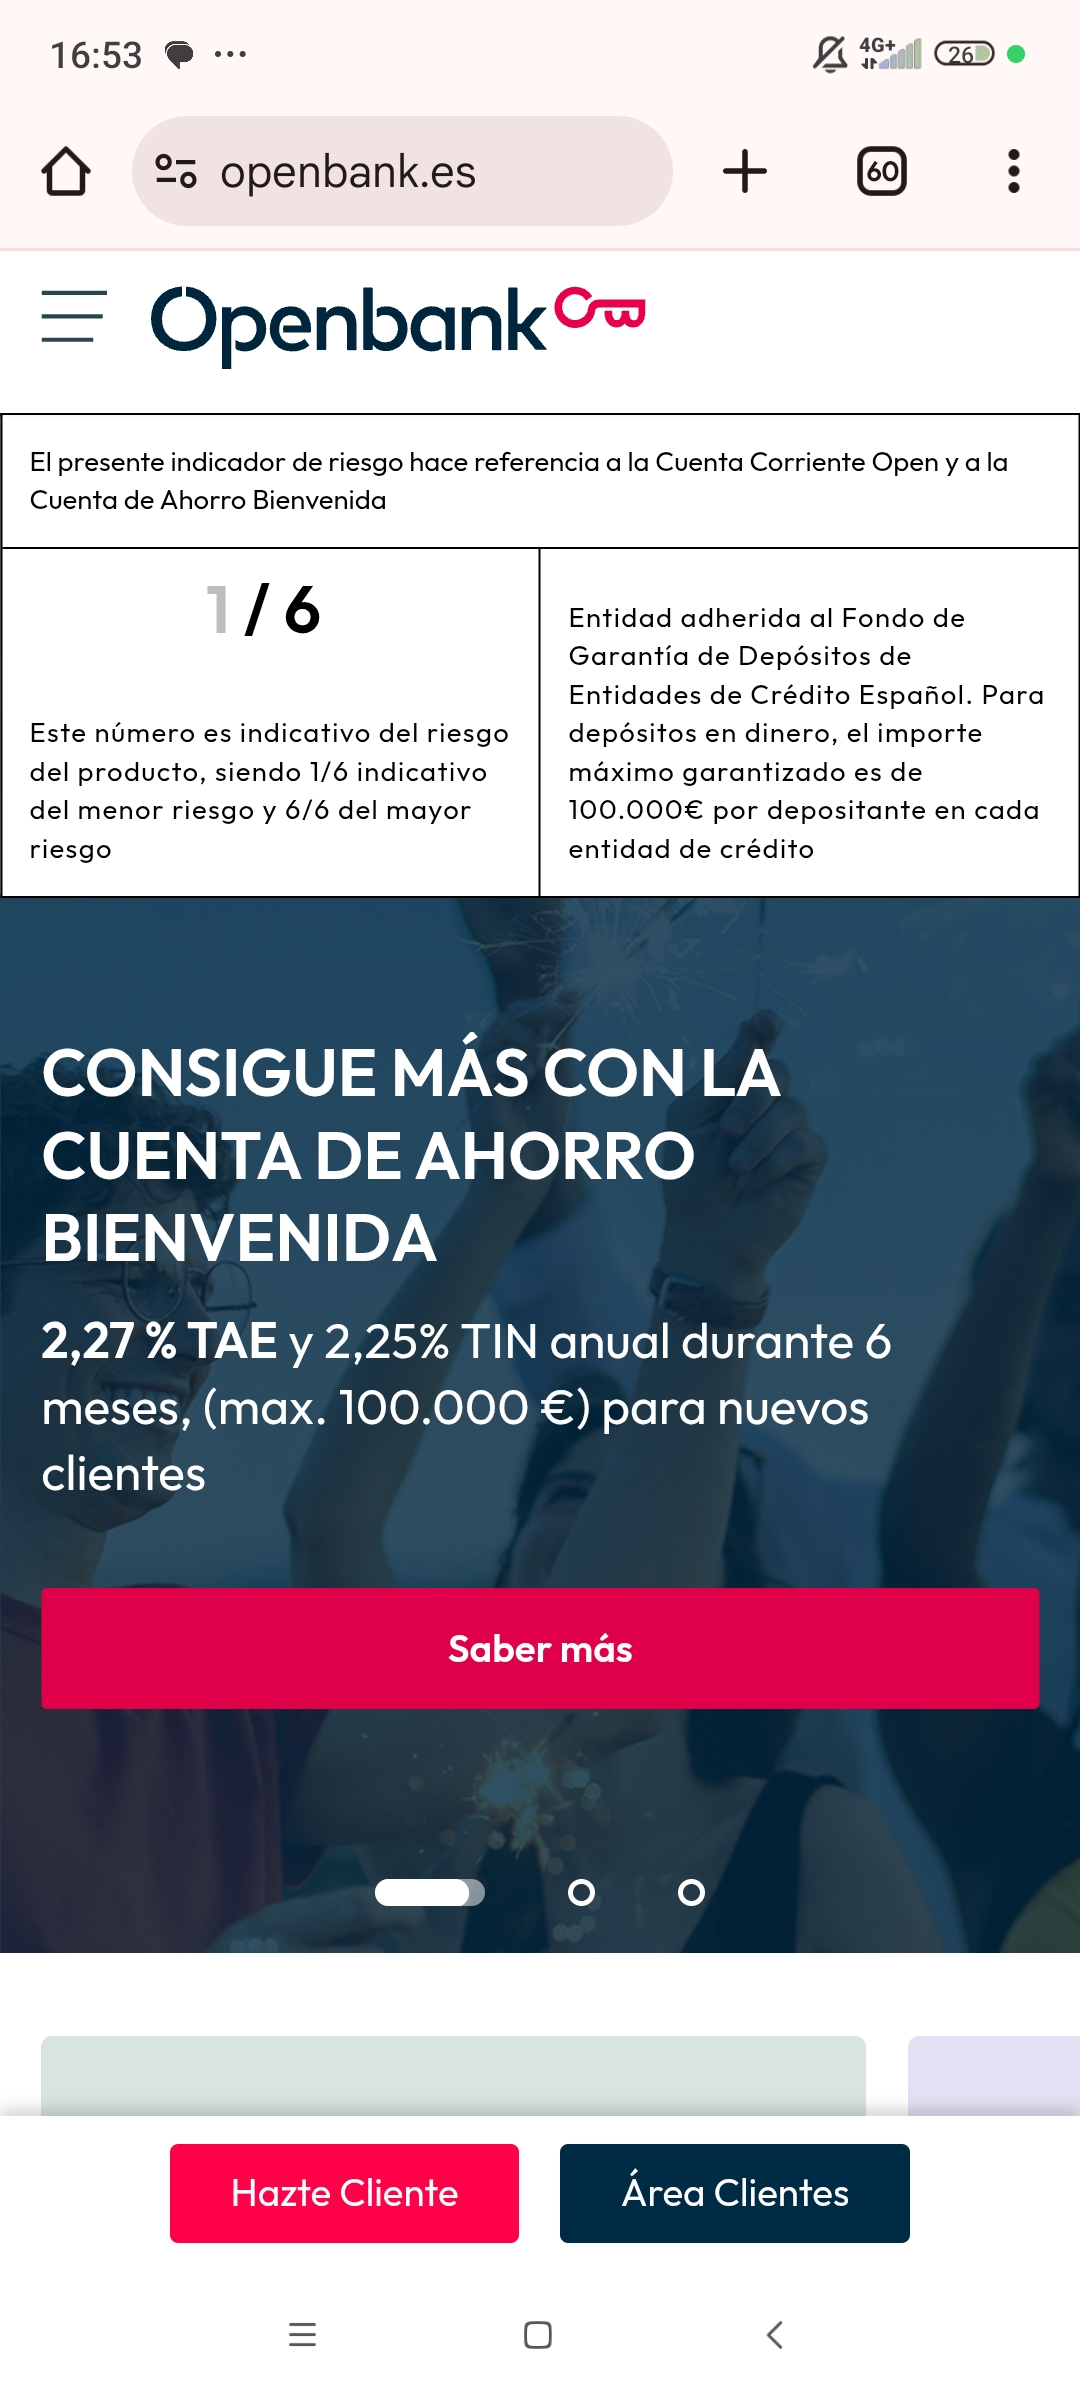 16:53
4G+
26
openbank.es
60
Openbank
El presente indicador de riesgo hace referencia a la Cuenta Corriente Open y a la
Cuenta de Ahorro Bienvenida
1 / 6
Este número es indicativo del riesgo
del producto, siendo 1/6 indicativo
del menor riesgo y 6/6 del mayor
riesgo
Entidad adherida al Fondo de
Garantía de Depósitos de
Entidades de Crédito Español. Para
depósitos en dinero, el importe
máximo garantizado es de
100.000€ por depositante en cada
entidad de crédito
CONSIGUE MÁS CON LA
CUENTA DE AHORRO
BIENVENIDA
2,27 % TAE y 2,25% TIN anual durante 6
meses, (max. 100.000 €) para nuevos
clientes
Saber más
Hazte Cliente
Área Clientes